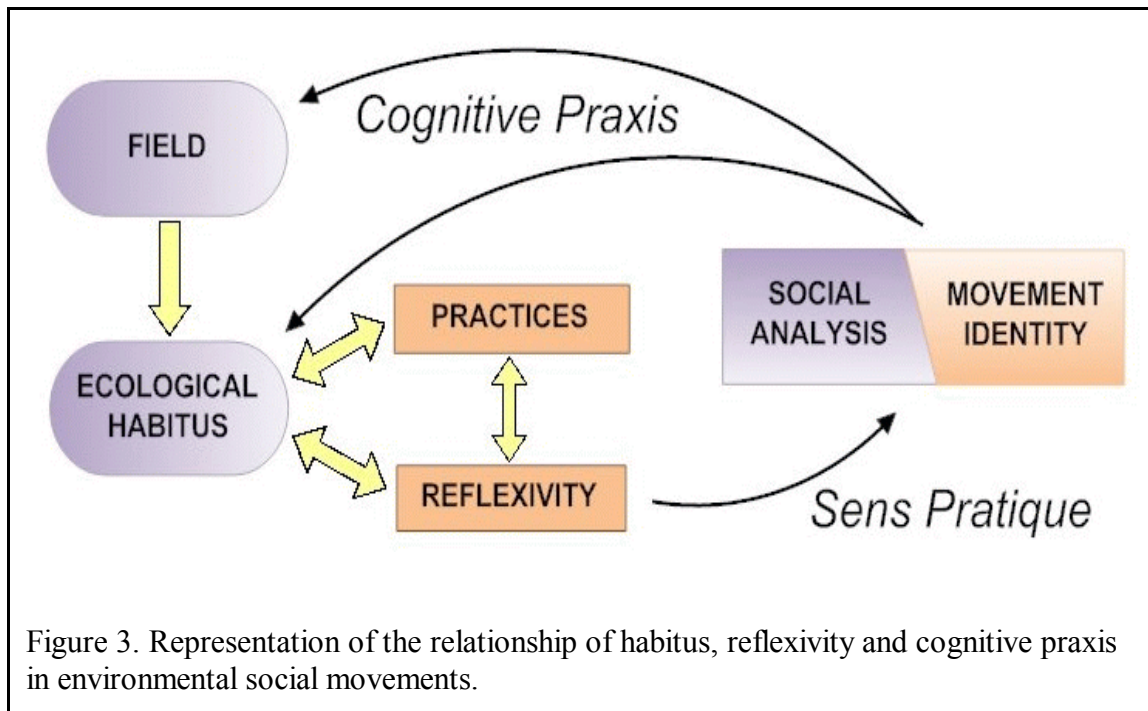 Cognitive Praxis
FIELD
ECOLOGICAL
HABITUS
PRACTICES
REFLEXIVITY
SOCIAL
ANALYSIS
MOVEMENT
IDENTITY
Sens Pratique
Figure 3. Representation of the relationship of habitus, reflexivity and cognitive praxis
in environmental social movements.